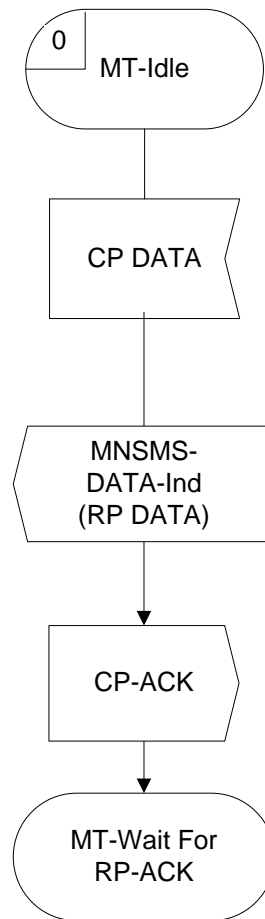 0
MT-Idle
CP DATA
MNSMS-
DATA-Ind
(RP DATA)
CP-ACK
MT-Wait For
RP-ACK